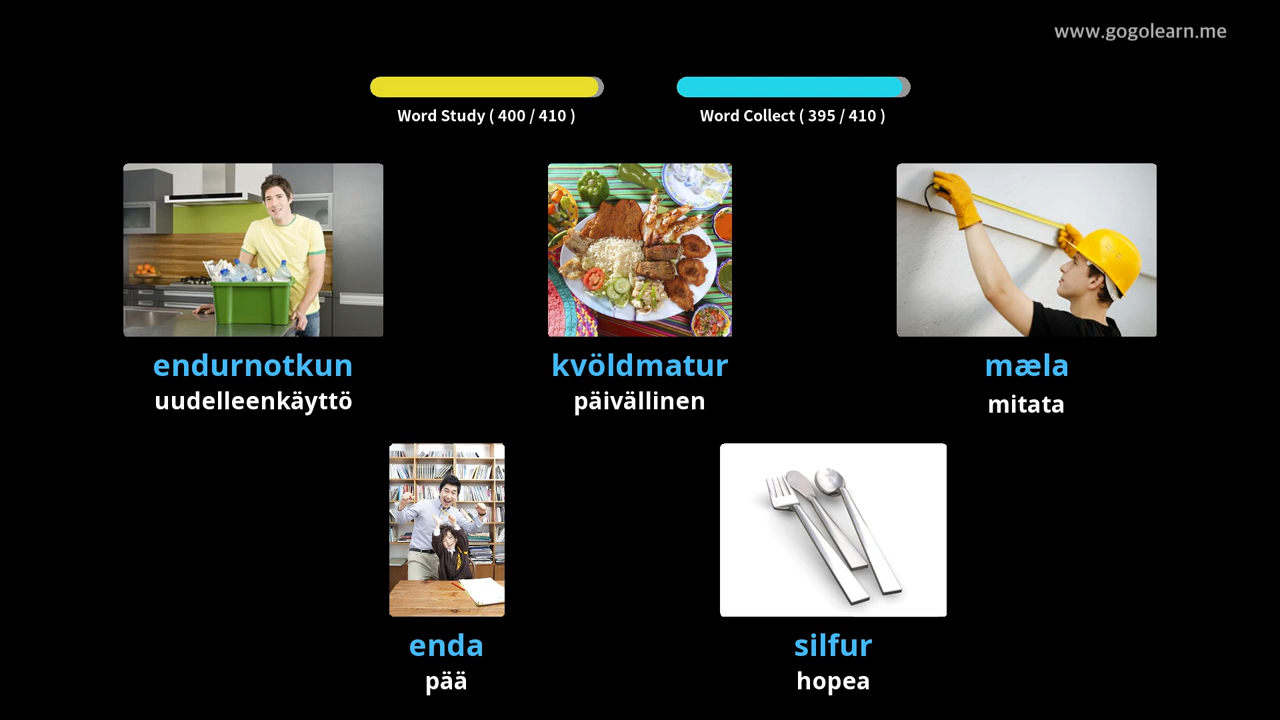 www.gogolearn.me
Word Study ( 400 / 410 )
Word Collect ( 395 / 410 )
endurnotkun
uudelleenkäyttö
kvöldmatur
päivällinen
mæla
mitata
enda
pää
silfur
hopea